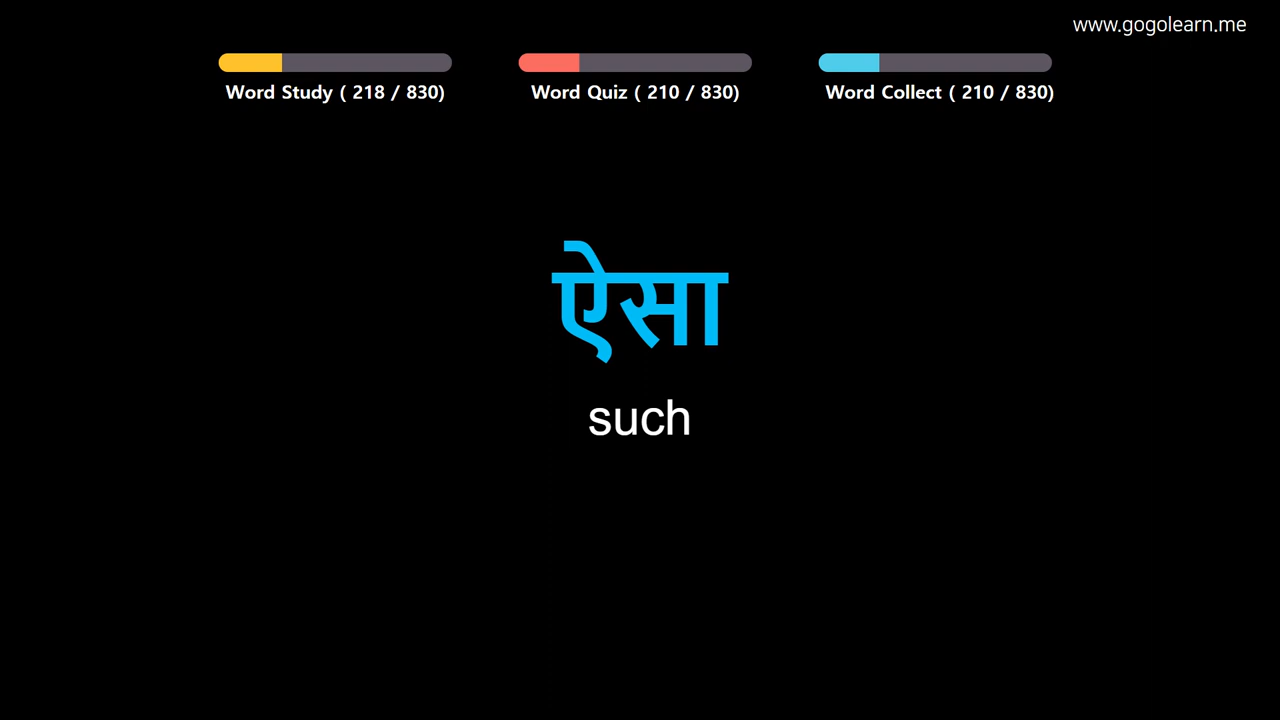 www.gogolearn.me
Word Study ( 218 / 830)
Word Quiz ( 210 / 830)
Word Collect ( 210 / 830)
ऐसा
such